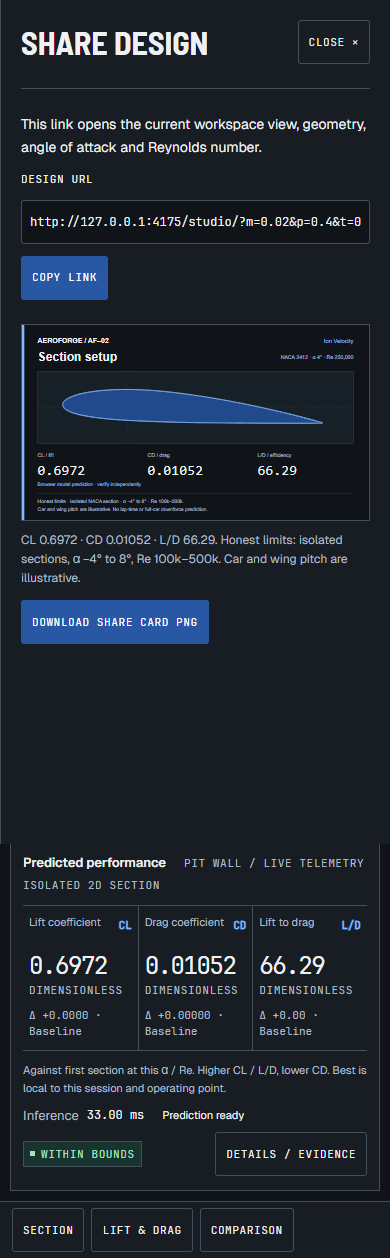 SHARE DESIGN
CLOSE ×
This link opens the current workspace view, geometry,
angle of attack and Reynolds number.
DESIGN URL
http://127.0.0.1:4175/studio/?m=0.02&p=0.4&t=0
COPY LINK
AEROFORGE / AF-02
Ion Velocity
Section setup
NACA 2412 · α 4° · Re 250,000
CL / lift
CD / drag
L/D / efficiency
0.6972
0.01052
66.29
Browser model prediction · verify independently
Honest limits · Isolated NACA section · α −4° to 8° · Re 100k–500k.
Car and wing pitch are illustrative. No lap-time or full-car downforce prediction.
CL 0.6972 · CD 0.01052 · L/D 66.29. Honest limits: isolated
sections, α −4° to 8°, Re 100k–500k. Car and wing pitch are
illustrative.
DOWNLOAD SHARE CARD PNG
Predicted performance
PIT WALL / LIVE TELEMETRY
ISOLATED 2D SECTION
Lift coefficient CL
Drag coefficient CD
Lift to drag L/D
0.6972
0.01052
66.29
DIMENSIONLESS
DIMENSIONLESS
DIMENSIONLESS
Δ +0.0000 ·
Baseline
Δ +0.00000 ·
Baseline
Δ +0.00 ·
Baseline
Against first section at this α / Re. Higher CL / L/D, lower CD. Best is
local to this session and operating point.
Inference 33.00 ms Prediction ready
WITHIN BOUNDS
DETAILS / EVIDENCE
SECTION
LIFT & DRAG
COMPARISON